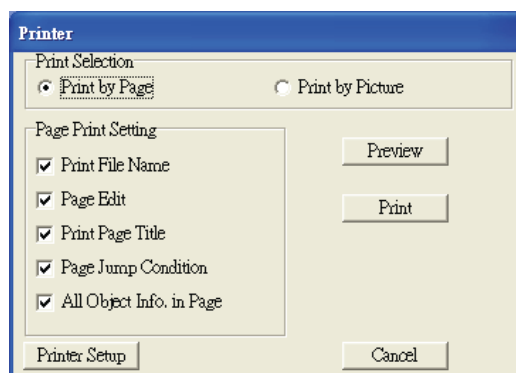 Printer
Print Selection
Print by Page
Print by Picture
Page Print Setting
Print File Name
Page Edit
Print Page Title
Page Jump Condition
All Object Info. in Page
Preview
Print
Printer Setup
Cancel